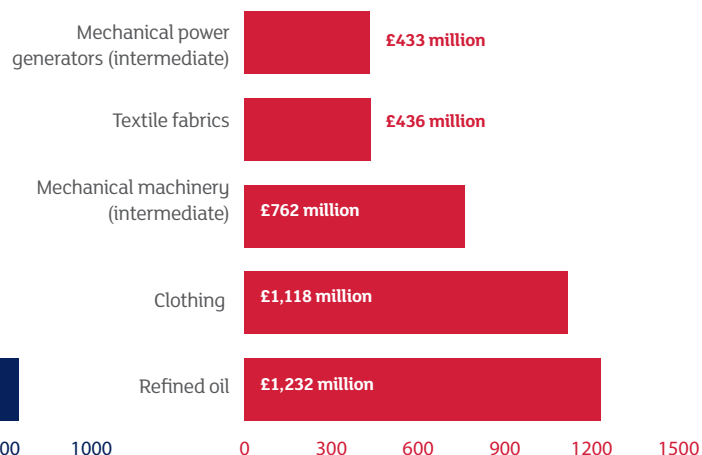 Mechanical power
generators (intermediate)
£433 million
Textile fabrics
£436 million
Mechanical machinery
(intermediate)
£762 million
Clothing
£1,118 million
Refined oil
£1,232 million
00 1000 0 300 600 900 1200 1500